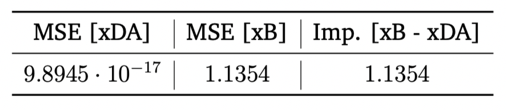 MSE [xDA] MSE [xB] Imp. [xB - xDA]
9.8945 · 10⁻¹⁷ 1.1354 1.1354